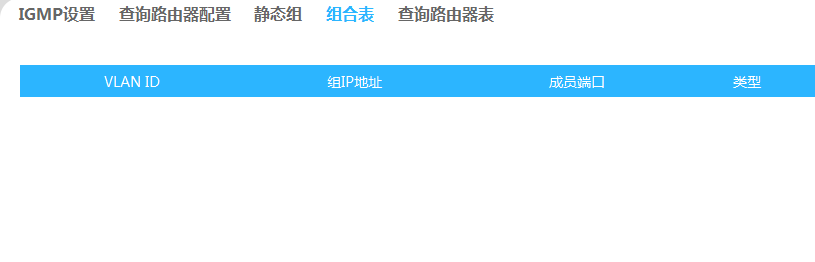 IGMP设置 查询路由器配置 静态组 组合表 查询路由器表
VLAN ID 组IP地址 成员端口 类型